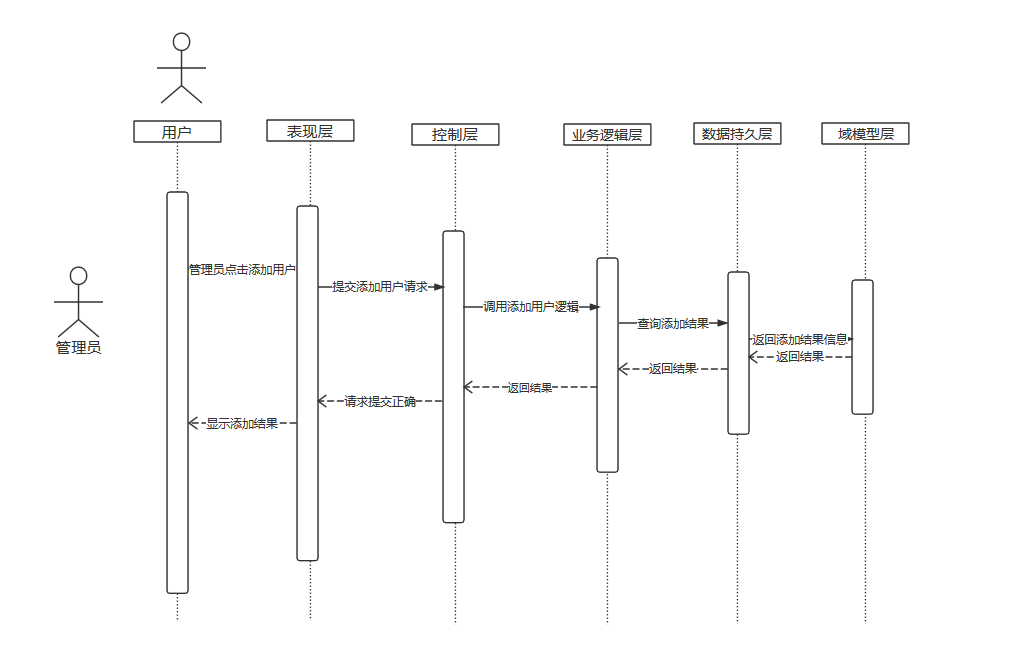 用户
表现层
控制层
业务逻辑层
数据持久层
域模型层
管理员
管理员点击添加用户
提交添加用户请求
调用添加用户逻辑
查询添加结果
返回添加结果信息
返回结果
返回结果
返回结果
请求提交正确
显示添加结果